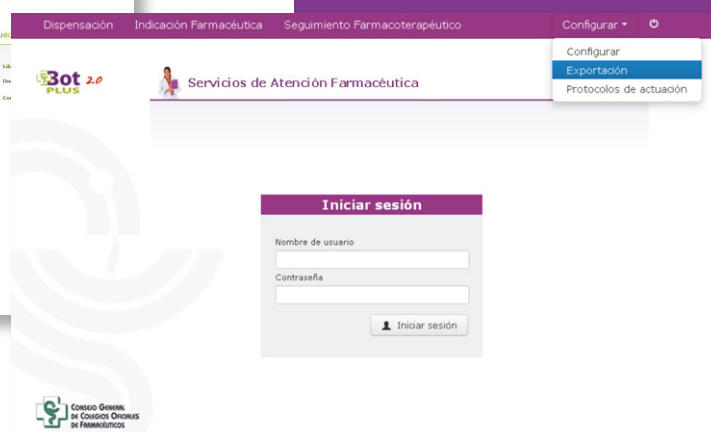 Dispensación Indicación Farmacéutica Seguimiento Farmacoterapéutico Configurar
Configurar
Exportación
Protocolos de actuación
Bot PLUS 2.0
Servicios de Atención Farmacéutica
Iniciar sesión
Nombre de usuario
Contraseña
Iniciar sesión
CONSEJO GENERAL
DE COLEGIOS OFICIALES
DE FARMACÉUTICOS